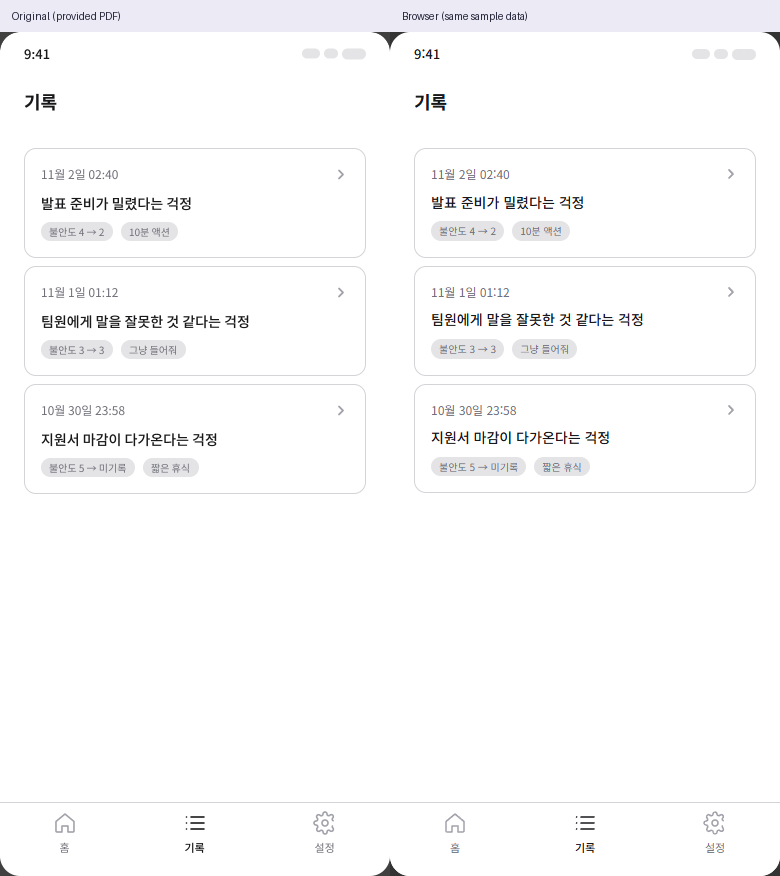 Original (provided PDF)
9:41
기록
11월 2일 02:40
발표 준비가 밀렸다는 걱정
불안도 4 → 2
10분 액션
11월 1일 01:12
팀원에게 말을 잘못한 것 같다는 걱정
불안도 3 → 3
그냥 들어줘
10월 30일 23:58
지원서 마감이 다가온다는 걱정
불안도 5 → 미기록
짧은 휴식
홈
기록
설정
Browser (same sample data)
9:41
기록
11월 2일 02:40
발표 준비가 밀렸다는 걱정
불안도 4 → 2
10분 액션
11월 1일 01:12
팀원에게 말을 잘못한 것 같다는 걱정
불안도 3 → 3
그냥 들어줘
10월 30일 23:58
지원서 마감이 다가온다는 걱정
불안도 5 → 미기록
짧은 휴식
홈
기록
설정